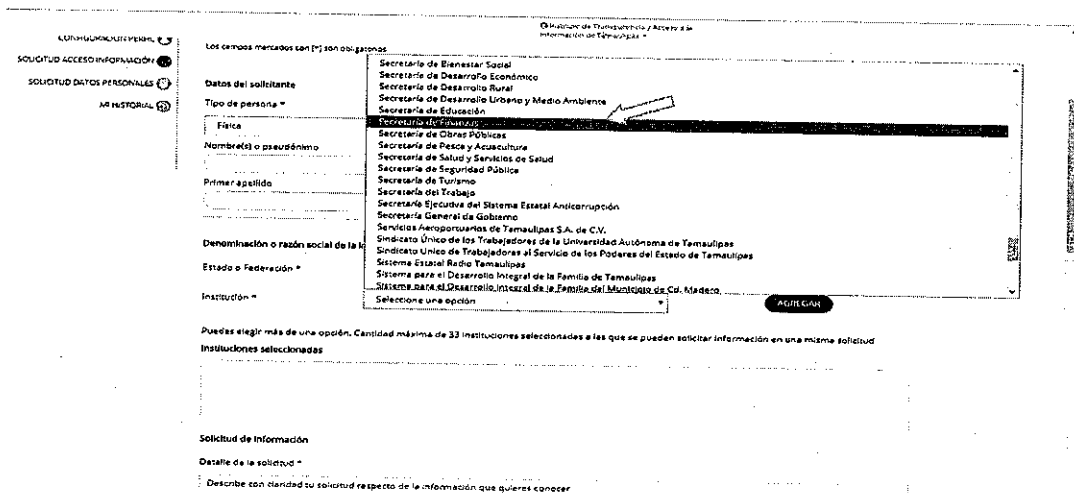 Instituto de Transparencia y Acceso a la
Información de Tamaulipas
CONFIGURACIÓN PERFIL
SOLICITUD ACCESO INFORMACIÓN
SOLICITUD DATOS PERSONALES
MI HISTORIAL
Los campos marcados con (*) son obligatorios
Datos del solicitante
Tipo de persona *
Física
Nombre(s) o pseudónimo
Primer apellido
Secretaría de Bienestar Social
Secretaría de Desarrollo Económico
Secretaría de Desarrollo Rural
Secretaría de Desarrollo Urbano y Medio Ambiente
Secretaría de Educación
Secretaría de Finanzas
Secretaría de Obras Públicas
Secretaría de Pesca y Acuacultura
Secretaría de Salud y Servicios de Salud
Secretaría de Seguridad Pública
Secretaría de Turismo
Secretaría del Trabajo
Secretaría Ejecutiva del Sistema Estatal Anticorrupción
Secretaría General de Gobierno
Servicios Aeroportuarios de Tamaulipas S.A. de C.V.
Sindicato Único de los Trabajadores de la Universidad Autónoma de Tamaulipas
Sindicato Unico de Trabajadores al Servicio de los Poderes del Estado de Tamaulipas
Sistema Estatal Radio Tamaulipas
Sistema para el Desarrollo Integral de la Familia de Tamaulipas
Sistema para el Desarrollo Integral de la Familia del Municipio de Cd. Madero
Denominación o razón social de la
Estado o Federación *
Institución *
Seleccione una opción
AGREGAR
Puedes elegir más de una opción. Cantidad máxima de 33 instituciones seleccionadas a las que se pueden solicitar información en una misma solicitud
Instituciones seleccionadas
Solicitud de información
Detalle de la solicitud *
Describe con claridad tu solicitud respecto de la información que quieres conocer